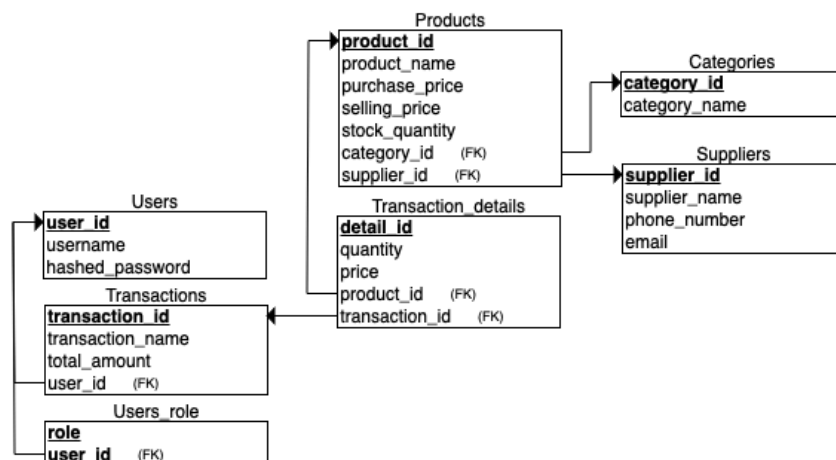 Products
product_id
product_name
purchase_price
selling_price
stock_quantity
category_id (FK)
supplier_id (FK)
Categories
category_id
category_name
Suppliers
supplier_id
supplier_name
phone_number
email
Users
user_id
username
hashed_password
Transaction_details
detail_id
quantity
price
product_id (FK)
transaction_id (FK)
Transactions
transaction_id
transaction_name
total_amount
user_id (FK)
Users_role
role
user_id (FK)